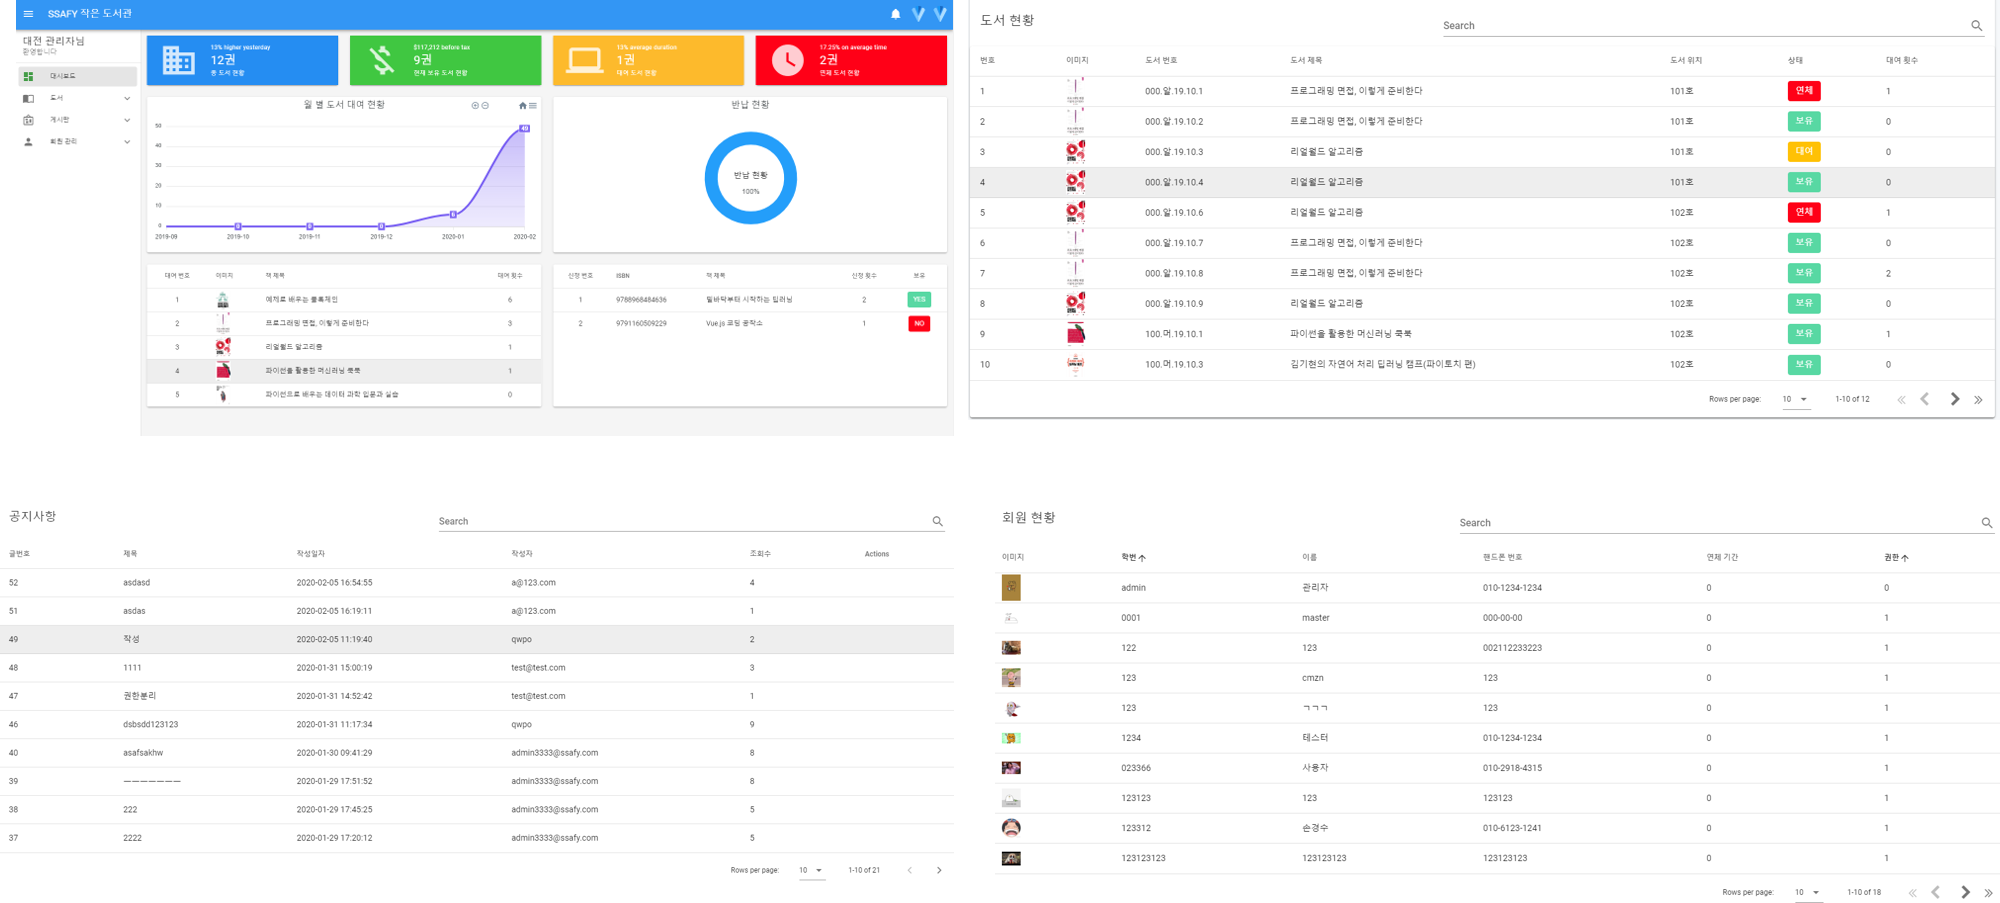 SSAFY 작은 도서관
대전 관리자님
환영합니다
대시보드
도서
게시판
회원 관리
13% higher yesterday
12권
총 도서 현황
$117,212 before tax
9권
현재 보유 도서 현황
13% average duration
1권
대여 도서 현황
17.25% on average time
2권
연체 도서 현황
월 별 도서 대여 현황
50
40
30
20
10
0
0 0 0 6 49
2019-09 2019-10 2019-11 2019-12 2020-01 2020-02
반납 현황
반납 현황
100%
대여 번호 이미지 책 제목 대여 횟수
1 예제로 배우는 블록체인 6
2 프로그래밍 면접, 이렇게 준비한다 3
3 리얼월드 알고리즘 1
4 파이썬을 활용한 머신러닝 쿡북 1
5 파이썬으로 배우는 데이터 과학 입문과 실습 0
신청 번호 ISBN 책 제목 신청 횟수 보유
1 9788968484636 밑바닥부터 시작하는 딥러닝 2 YES
2 9791160509229 Vue.js 코딩 공작소 1 NO
도서 현황
Search
번호 이미지 도서 번호 도서 제목 도서 위치 상태 대여 횟수
1 000.알.19.10.1 프로그래밍 면접, 이렇게 준비한다 101호 연체 1
2 000.알.19.10.2 프로그래밍 면접, 이렇게 준비한다 101호 보유 0
3 000.알.19.10.3 리얼월드 알고리즘 101호 대여 0
4 000.알.19.10.4 리얼월드 알고리즘 101호 보유 0
5 000.알.19.10.6 리얼월드 알고리즘 102호 연체 1
6 000.알.19.10.7 프로그래밍 면접, 이렇게 준비한다 102호 보유 0
7 000.알.19.10.8 프로그래밍 면접, 이렇게 준비한다 102호 보유 2
8 000.알.19.10.9 리얼월드 알고리즘 102호 보유 0
9 100.머.19.10.1 파이썬을 활용한 머신러닝 쿡북 102호 보유 1
10 100.머.19.10.3 김기현의 자연어 처리 딥러닝 캠프(파이토치 편) 102호 보유 0
Rows per page: 10 1-10 of 12
공지사항
Search
글번호 제목 작성일자 작성자 조회수 Actions
52 asdasd 2020-02-05 16:54:55 a@123.com 4
51 asdas 2020-02-05 16:19:11 a@123.com 1
49 작성 2020-02-05 11:19:40 qwpo 2
48 1111 2020-01-31 15:00:19 test@test.com 3
47 권한분리 2020-01-31 14:52:42 test@test.com 1
46 dsbsdd123123 2020-01-31 11:17:34 qwpo 9
40 asafsakhw 2020-01-30 09:41:29 admin3333@ssafy.com 8
39 ㅡㅡㅡㅡㅡㅡㅡ 2020-01-29 17:51:52 admin3333@ssafy.com 8
38 222 2020-01-29 17:45:25 admin3333@ssafy.com 5
37 2222 2020-01-29 17:20:12 admin3333@ssafy.com 5
Rows per page: 10 1-10 of 21
회원 현황
Search
이미지 학번 이름 핸드폰 번호 연체 기간 권한
admin 관리자 010-1234-1234 0 0
0001 master 000-00-00 0 1
122 123 002112233223 0 1
123 cmzn 123 0 1
123 ㄱㄱㄱ 123 0 1
1234 테스터 010-1234-1234 0 1
023366 사용자 010-2918-4315 0 1
123123 123 123123 0 1
123312 손경수 010-6123-1241 0 1
123123123 123123123 123123123 0 1
Rows per page: 10 1-10 of 18